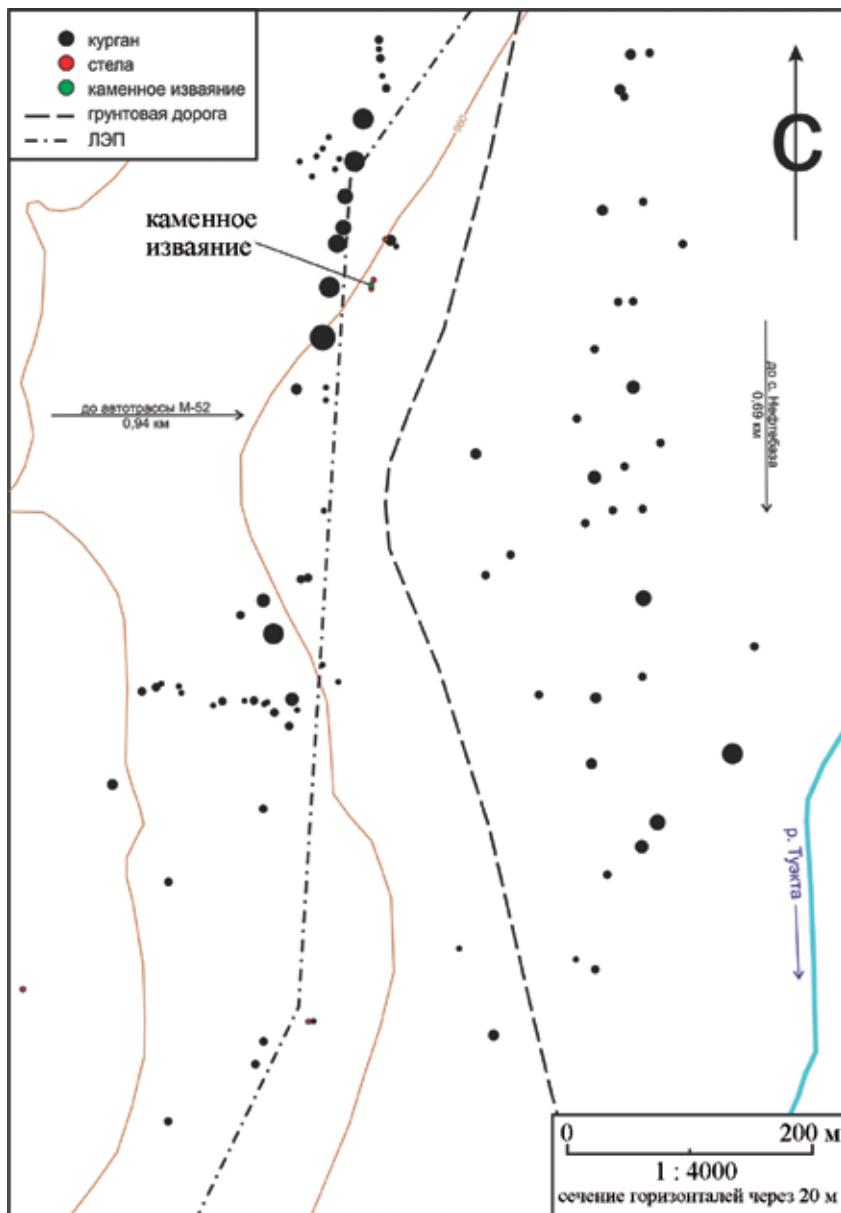 курган
стела
каменное изваяние
грунтовая дорога
ЛЭП
С
960
каменное
изваяние
до автотрассы М-52
0,94 км
до с. Нефтебаза
0,69 км
р. Туэкта
0 200 м
1 : 4000
сечение горизонталей через 20 м